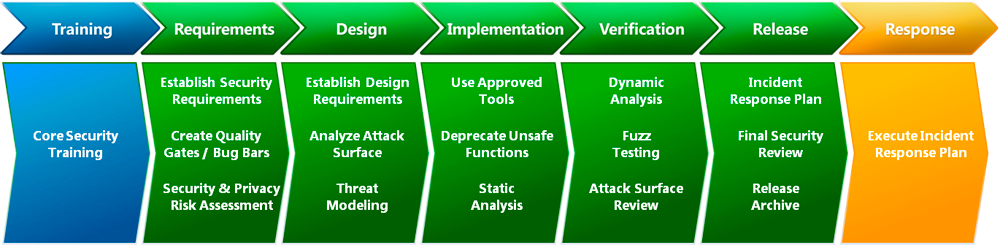 Training
Requirements
Design
Implementation
Verification
Release
Response
Core Security
Training
Establish Security
Requirements
Create Quality
Gates / Bug Bars
Security & Privacy
Risk Assessment
Establish Design
Requirements
Analyze Attack
Surface
Threat
Modeling
Use Approved
Tools
Deprecate Unsafe
Functions
Static
Analysis
Dynamic
Analysis
Fuzz
Testing
Attack Surface
Review
Incident
Response Plan
Final Security
Review
Release
Archive
Execute Incident
Response Plan